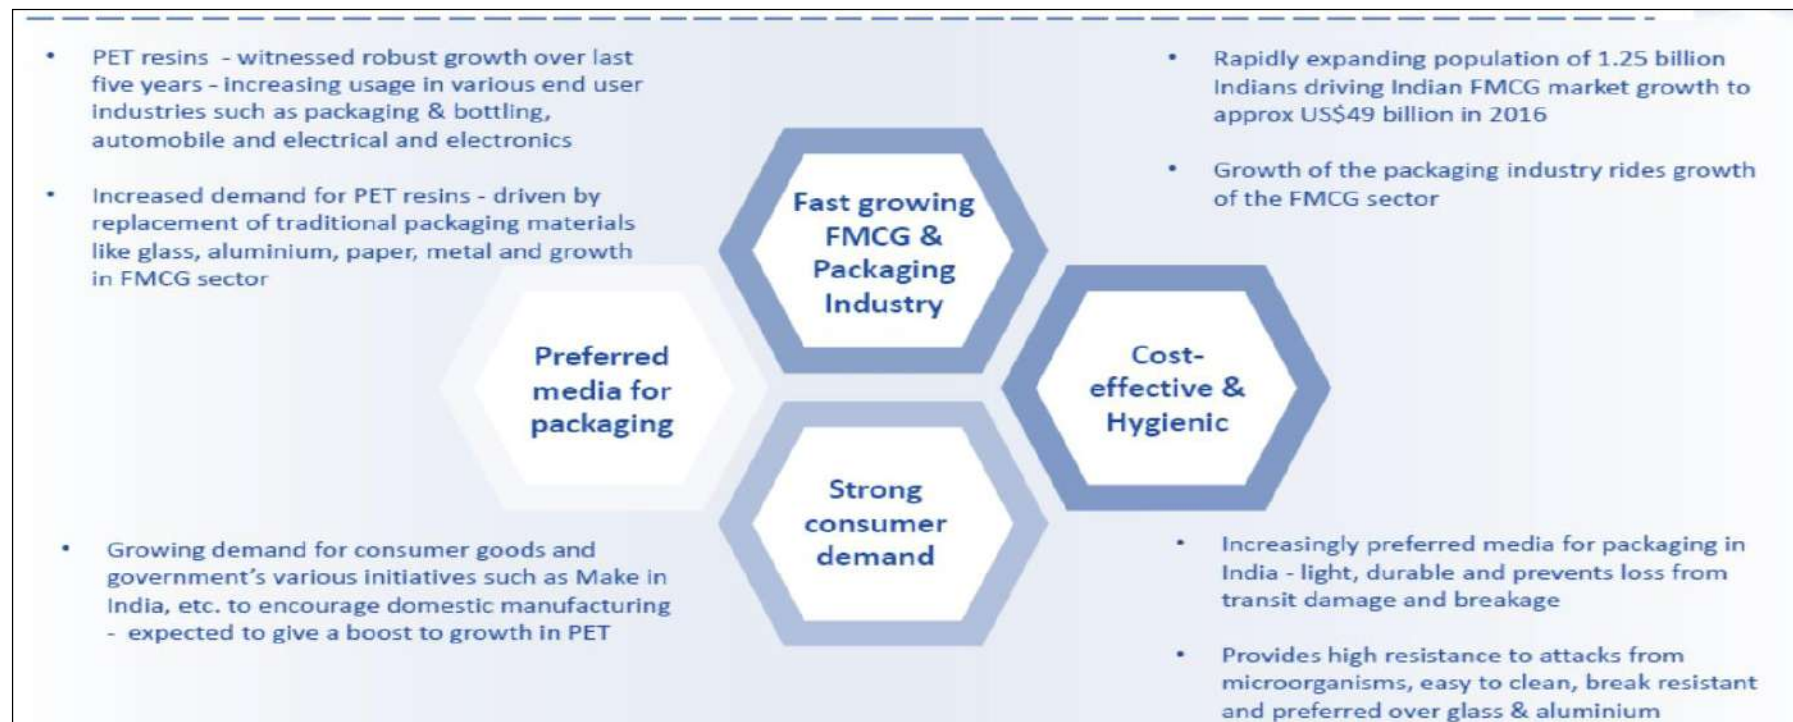 • PET resins - witnessed robust growth over last
five years - increasing usage in various end user
industries such as packaging & bottling,
automobile and electrical and electronics
• Increased demand for PET resins - driven by
replacement of traditional packaging materials
like glass, aluminium, paper, metal and growth
in FMCG sector
• Rapidly expanding population of 1.25 billion
Indians driving Indian FMCG market growth to
approx US$49 billion in 2016
• Growth of the packaging industry rides growth
of the FMCG sector
Fast growing
FMCG &
Packaging
Industry
Preferred
media for
packaging
Cost-
effective &
Hygienic
Strong
consumer
demand
• Growing demand for consumer goods and
government's various initiatives such as Make in
India, etc. to encourage domestic manufacturing
- expected to give a boost to growth in PET
• Increasingly preferred media for packaging in
India - light, durable and prevents loss from
transit damage and breakage
• Provides high resistance to attacks from
microorganisms, easy to clean, break resistant
and preferred over glass & aluminium